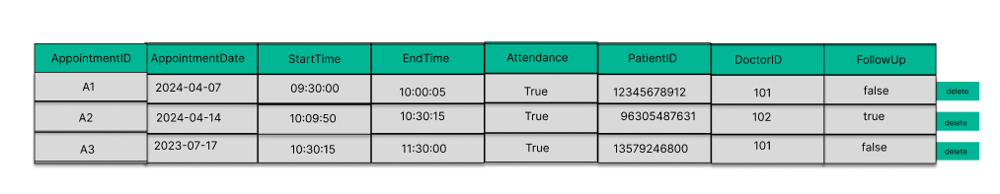 AppointmentID AppointmentDate StartTime EndTime Attendance PatientID DoctorID FollowUp
A1 2024-04-07 09:30:00 10:00:05 True 12345678912 101 false delete
A2 2024-04-14 10:09:50 10:30:15 True 96305487631 102 true delete
A3 2023-07-17 10:30:15 11:30:00 True 13579246800 101 false delete